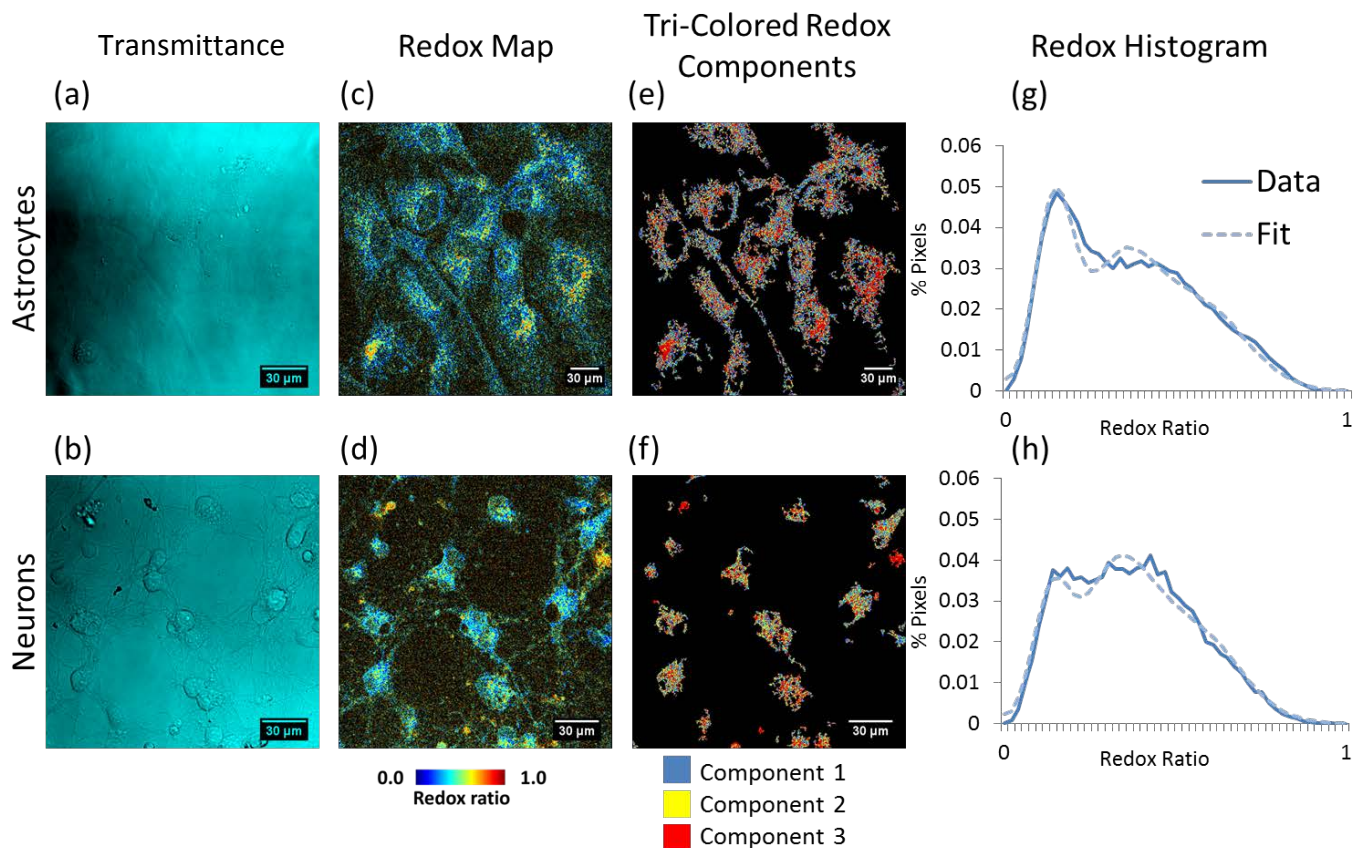 Transmittance
Redox Map
Tri-Colored Redox
Components
Redox Histogram
(a)
(c)
(e)
(g)
Astrocytes
30 µm
30 µm
30 µm
% Pixels
0.06
0.05
0.04
0.03
0.02
0.01
0
Data
Fit
0
Redox Ratio
1
(b)
(d)
(f)
(h)
Neurons
30 µm
30 µm
30 µm
% Pixels
0.06
0.05
0.04
0.03
0.02
0.01
0
0
Redox Ratio
1
0.0
1.0
Redox ratio
Component 1
Component 2
Component 3